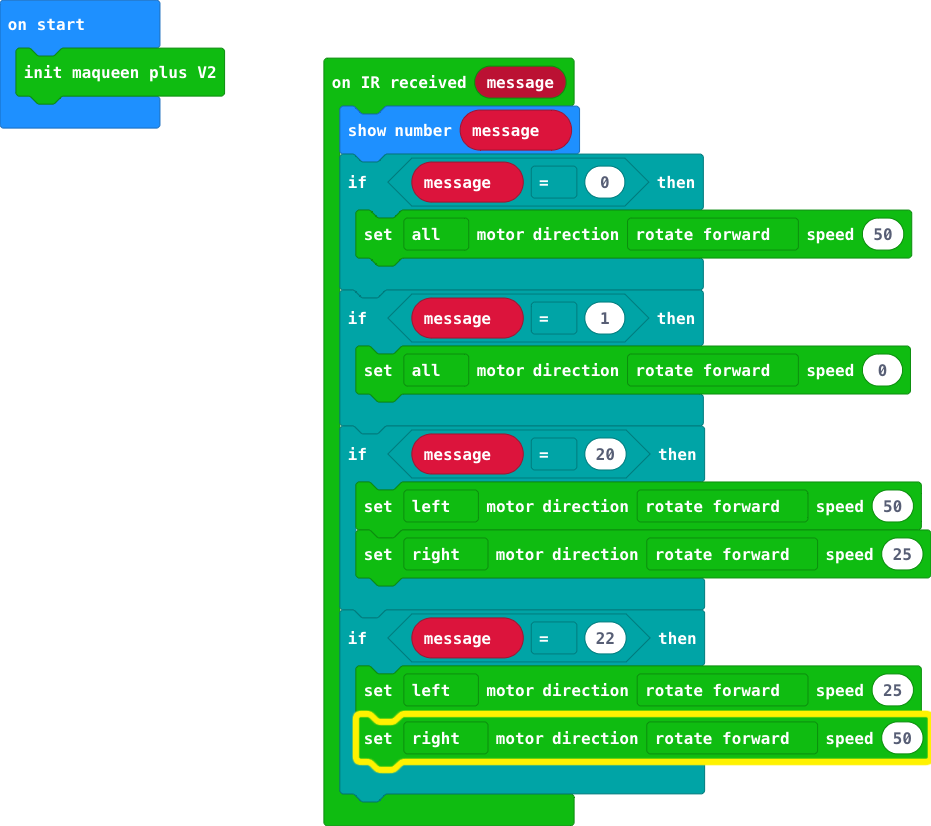 on start
init maqueen plus V2
on IR received message
show number message
if message = 0 then
set all motor direction rotate forward speed 50
if message = 1 then
set all motor direction rotate forward speed 0
if message = 20 then
set left motor direction rotate forward speed 50
set right motor direction rotate forward speed 25
if message = 22 then
set left motor direction rotate forward speed 25
set right motor direction rotate forward speed 50